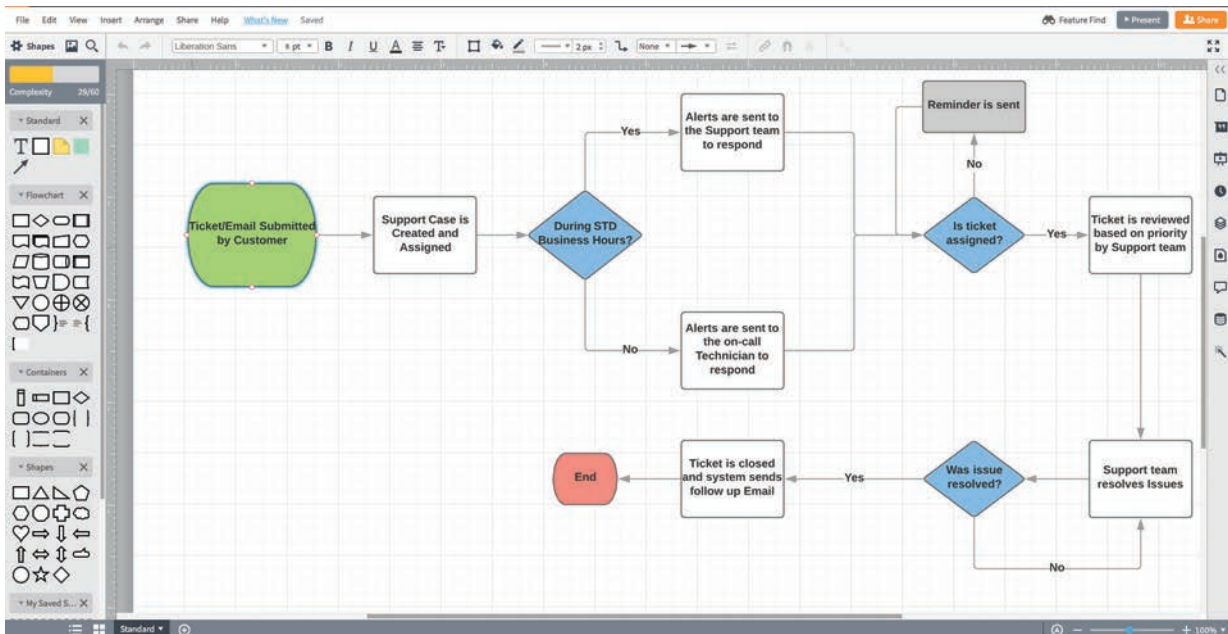 File Edit View Insert Arrange Share Help What's New Saved
Feature Find Present Share
Shapes Liberation Sans 8 pt B I U A T 2 px None
Complexity 29/60
Standard
T
Flowchart
Containers
Shapes
My Saved S...
Ticket/Email Submitted
by Customer
Support Case is
Created and
Assigned
During STD
Business Hours?
Yes
Alerts are sent to
the Support team
to respond
No
Alerts are sent to
the on-call
Technician to
respond
Reminder is sent
No
Is ticket
assigned?
Yes
Ticket is reviewed
based on priority
by Support team
Support team
resolves Issues
Was issue
resolved?
No
Yes
Ticket is closed
and system sends
follow up Email
End
Standard
100%